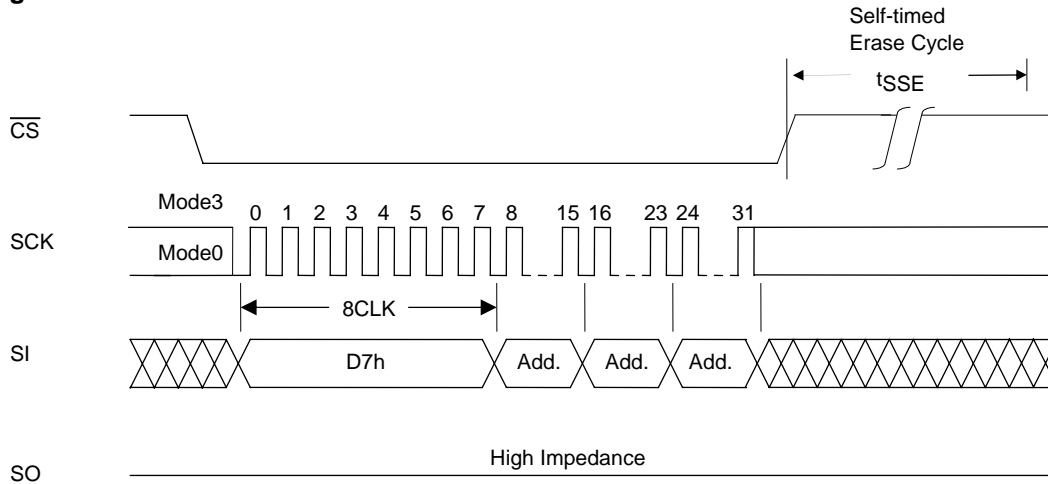 g
Self-timed
Erase Cycle
tSSE
CS
Mode3
0 1 2 3 4 5 6 7 8 15 16 23 24 31
SCK
Mode0
8CLK
SI
D7h Add. Add. Add.
High Impedance
SO